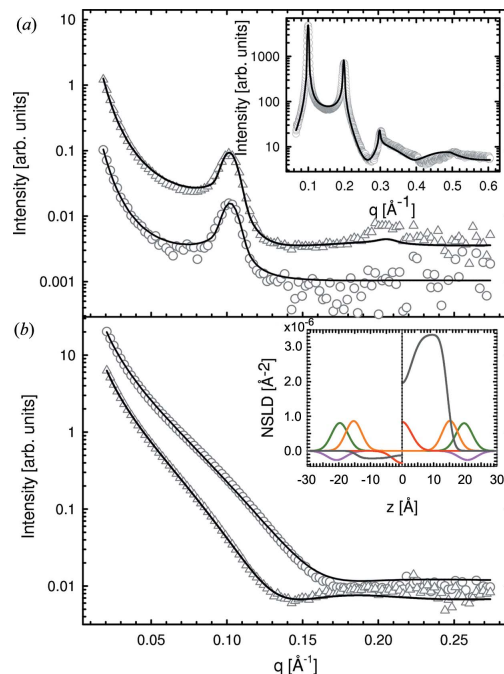 (a)
Intensity [arb. units]
10
1
0.1
0.01
0.001
Intensity [arb. units]
1000
100
10
0.1 0.2 0.3 0.4 0.5 0.6
q [Å-1]
(b)
Intensity [arb. units]
10
1
0.1
0.01
0.05 0.10 0.15 0.20 0.25
q [Å-1]
x10-6
NSLD [Å-2]
3.0
2.0
1.0
0.0
-30 -20 -10 0 10 20 30
z [Å]